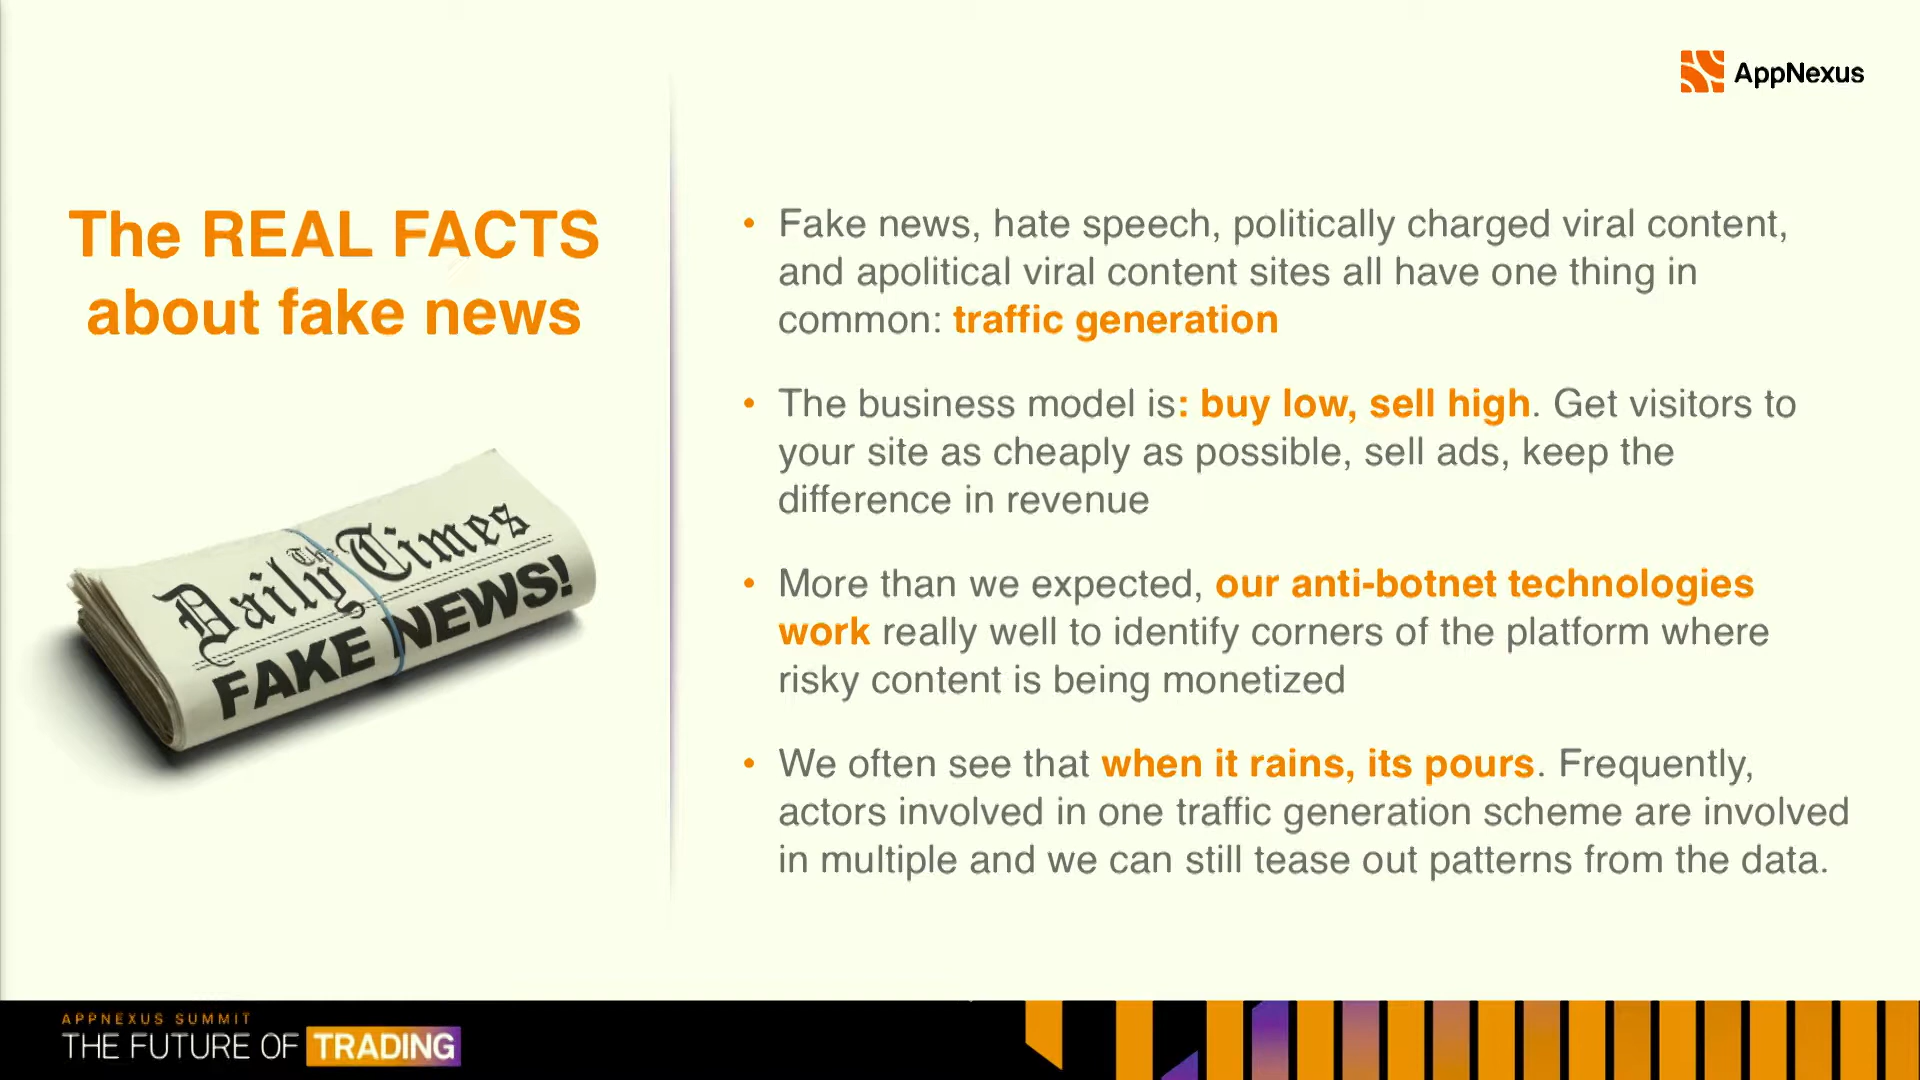 AppNexus
The REAL FACTS
about fake news
The
Daily Times
FAKE NEWS!
• Fake news, hate speech, politically charged viral content,
and apolitical viral content sites all have one thing in
common: traffic generation
• The business model is: buy low, sell high. Get visitors to
your site as cheaply as possible, sell ads, keep the
difference in revenue
• More than we expected, our anti-botnet technologies
work really well to identify corners of the platform where
risky content is being monetized
• We often see that when it rains, its pours. Frequently,
actors involved in one traffic generation scheme are involved
in multiple and we can still tease out patterns from the data.
APPNEXUS SUMMIT
THE FUTURE OF TRADING